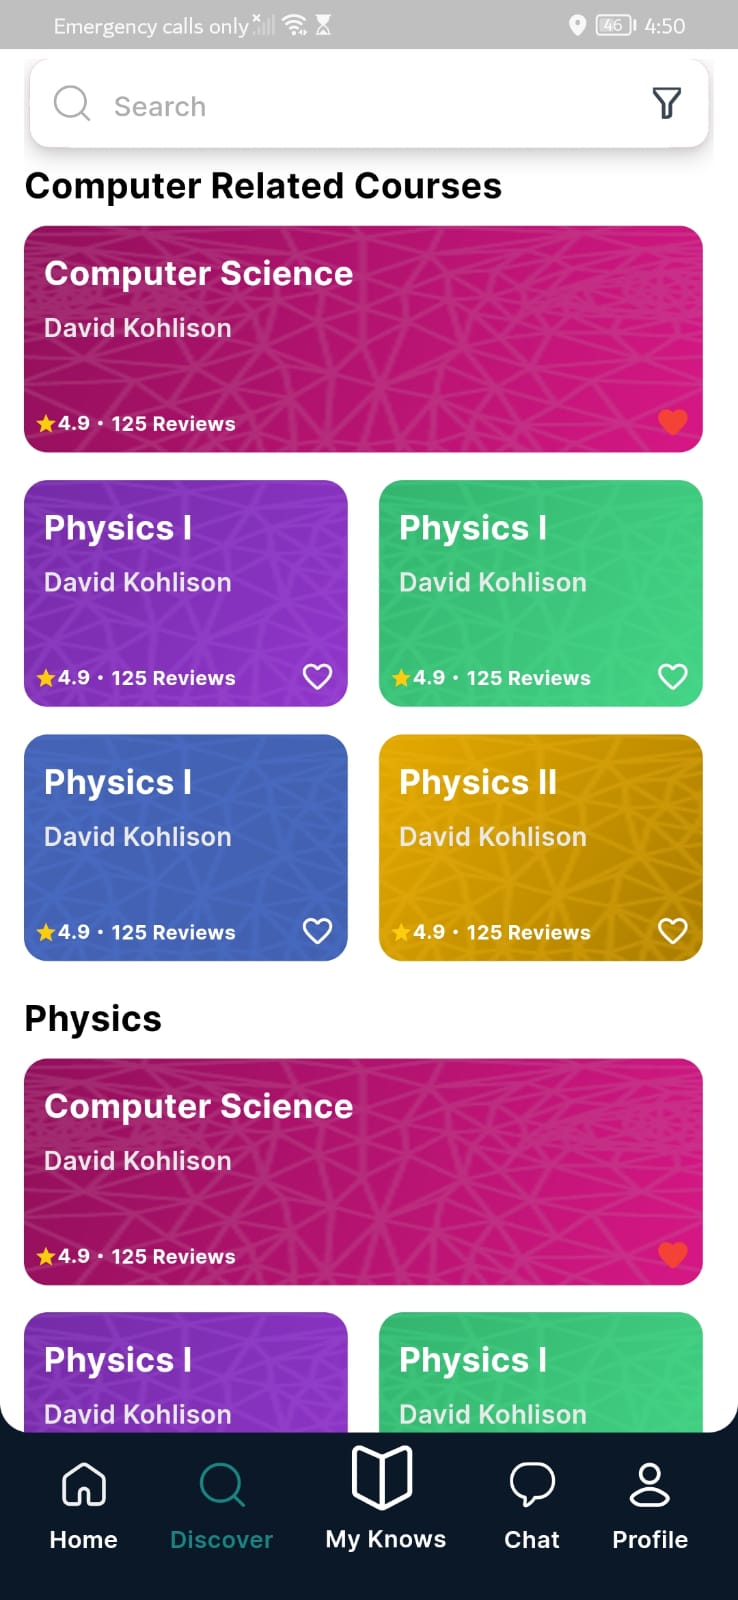 Emergency calls only 46 4:50
Search
Computer Related Courses
Computer Science
David Kohlison
4.9 • 125 Reviews
Physics I Physics I
David Kohlison David Kohlison
4.9 • 125 Reviews 4.9 • 125 Reviews
Physics I Physics II
David Kohlison David Kohlison
4.9 • 125 Reviews 4.9 • 125 Reviews
Physics
Computer Science
David Kohlison
4.9 • 125 Reviews
Physics I Physics I
David Kohlison David Kohlison
Home Discover My Knows Chat Profile